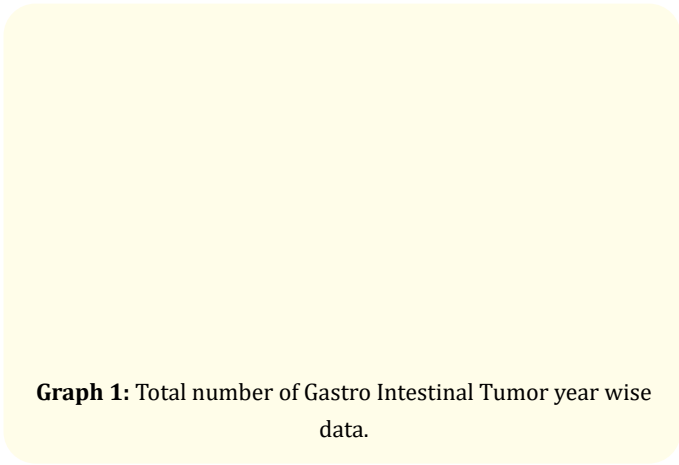 Graph 1: Total number of Gastro Intestinal Tumor year wise
data.